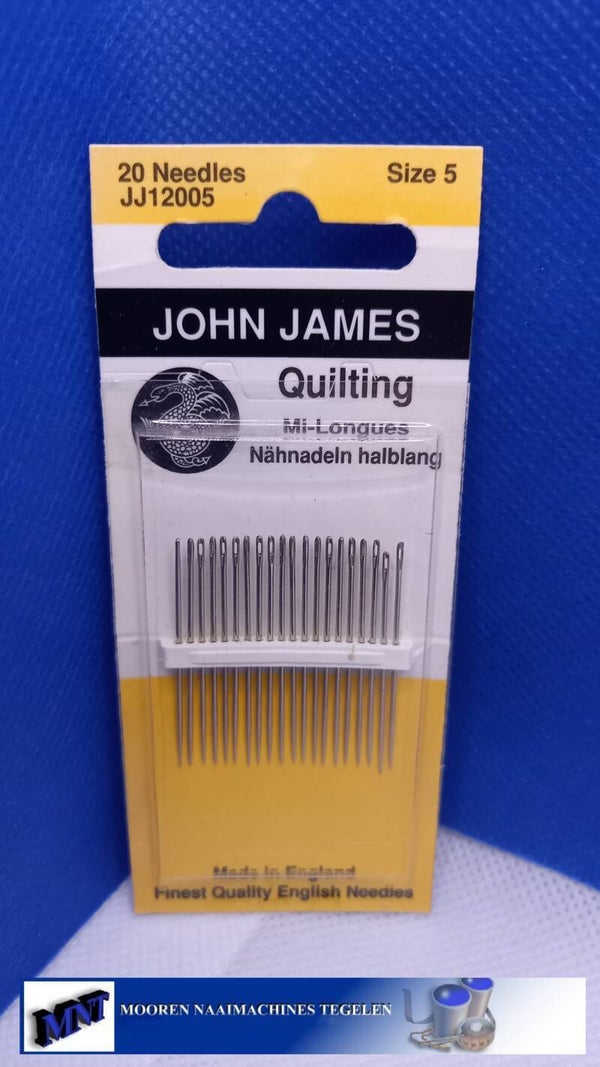 20 Needles Size 5
JJ12005
JOHN JAMES
Quilting
Mi-Longues
Nähnadeln halblang
Made in England
Finest Quality English Needles
MNT MOOREN NAAIMACHINES TEGELEN